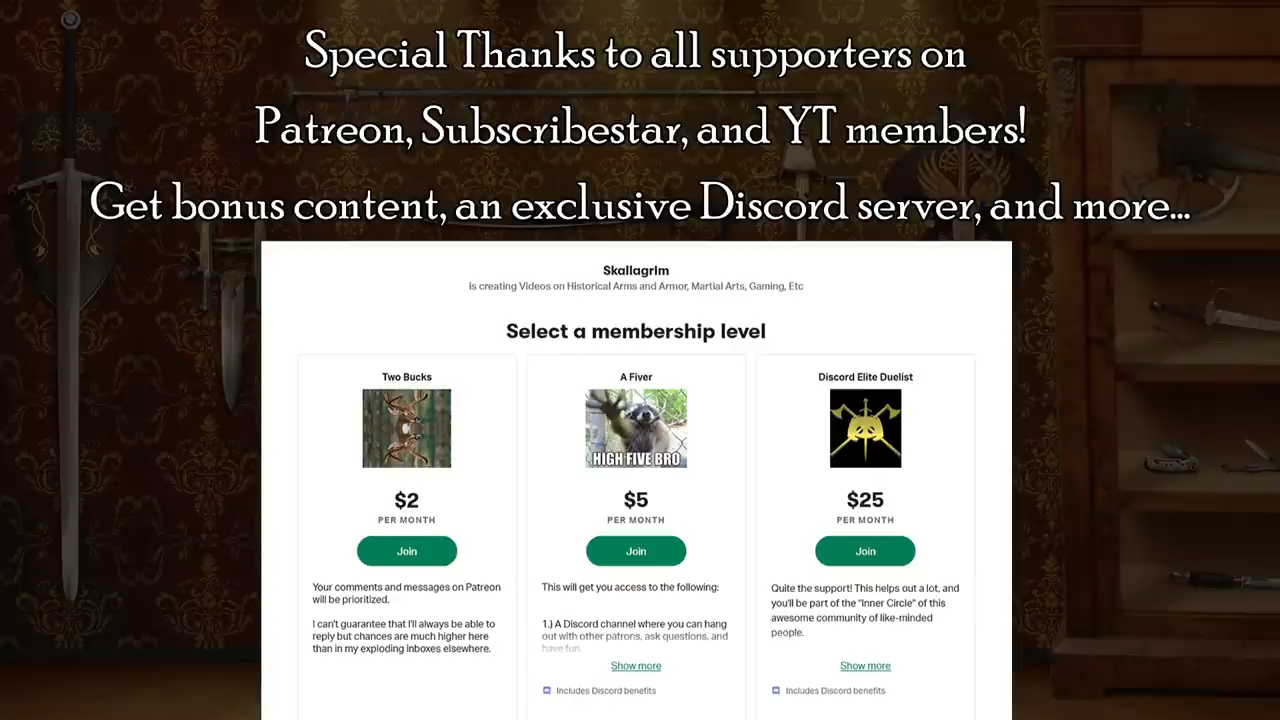 Special Thanks to all supporters on
Patreon, Subscribestar, and YT members!
Get bonus content, an exclusive Discord server, and more...
Skallagrim
is creating Videos on Historical Arms and Armor, Martial Arts, Gaming, Etc
Select a membership level
Two Bucks
$2
PER MONTH
Join
Your comments and messages on Patreon
will be prioritized.
I can't guarantee that I'll always be able to
reply but chances are much higher here
than in my exploding inboxes elsewhere.
A Fiver
HIGH FIVE BRO
$5
PER MONTH
Join
This will get you access to the following:
1.) A Discord channel where you can hang
out with other patrons, ask questions, and
have fun.
Show more
Includes Discord benefits
Discord Elite Duelist
$25
PER MONTH
Join
Quite the support! This helps out a lot, and
you'll be part of the "Inner Circle" of this
awesome community of like-minded
people.
Show more
Includes Discord benefits